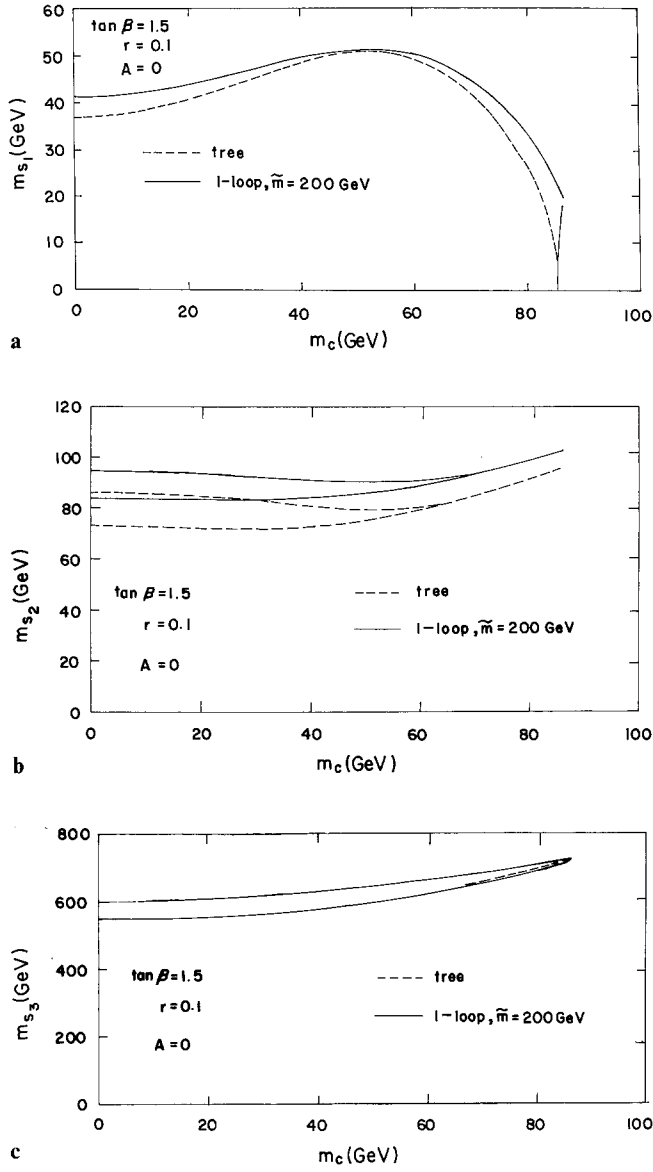 60
50
40
30
20
10
0
m_{s_1} (GeV)
tan β = 1.5
r = 0.1
A = 0
tree
1-loop, m̃ = 200 GeV
0 20 40 60 80 100
m_c (GeV)
a
120
100
80
60
40
20
0
m_{s_2} (GeV)
tan β = 1.5
r = 0.1
A = 0
tree
1-loop, m̃ = 200 GeV
0 20 40 60 80 100
m_c (GeV)
b
800
600
400
200
0
m_{s_3} (GeV)
tan β = 1.5
r = 0.1
A = 0
tree
1-loop, m̃ = 200 GeV
0 20 40 60 80 100
m_c (GeV)
c